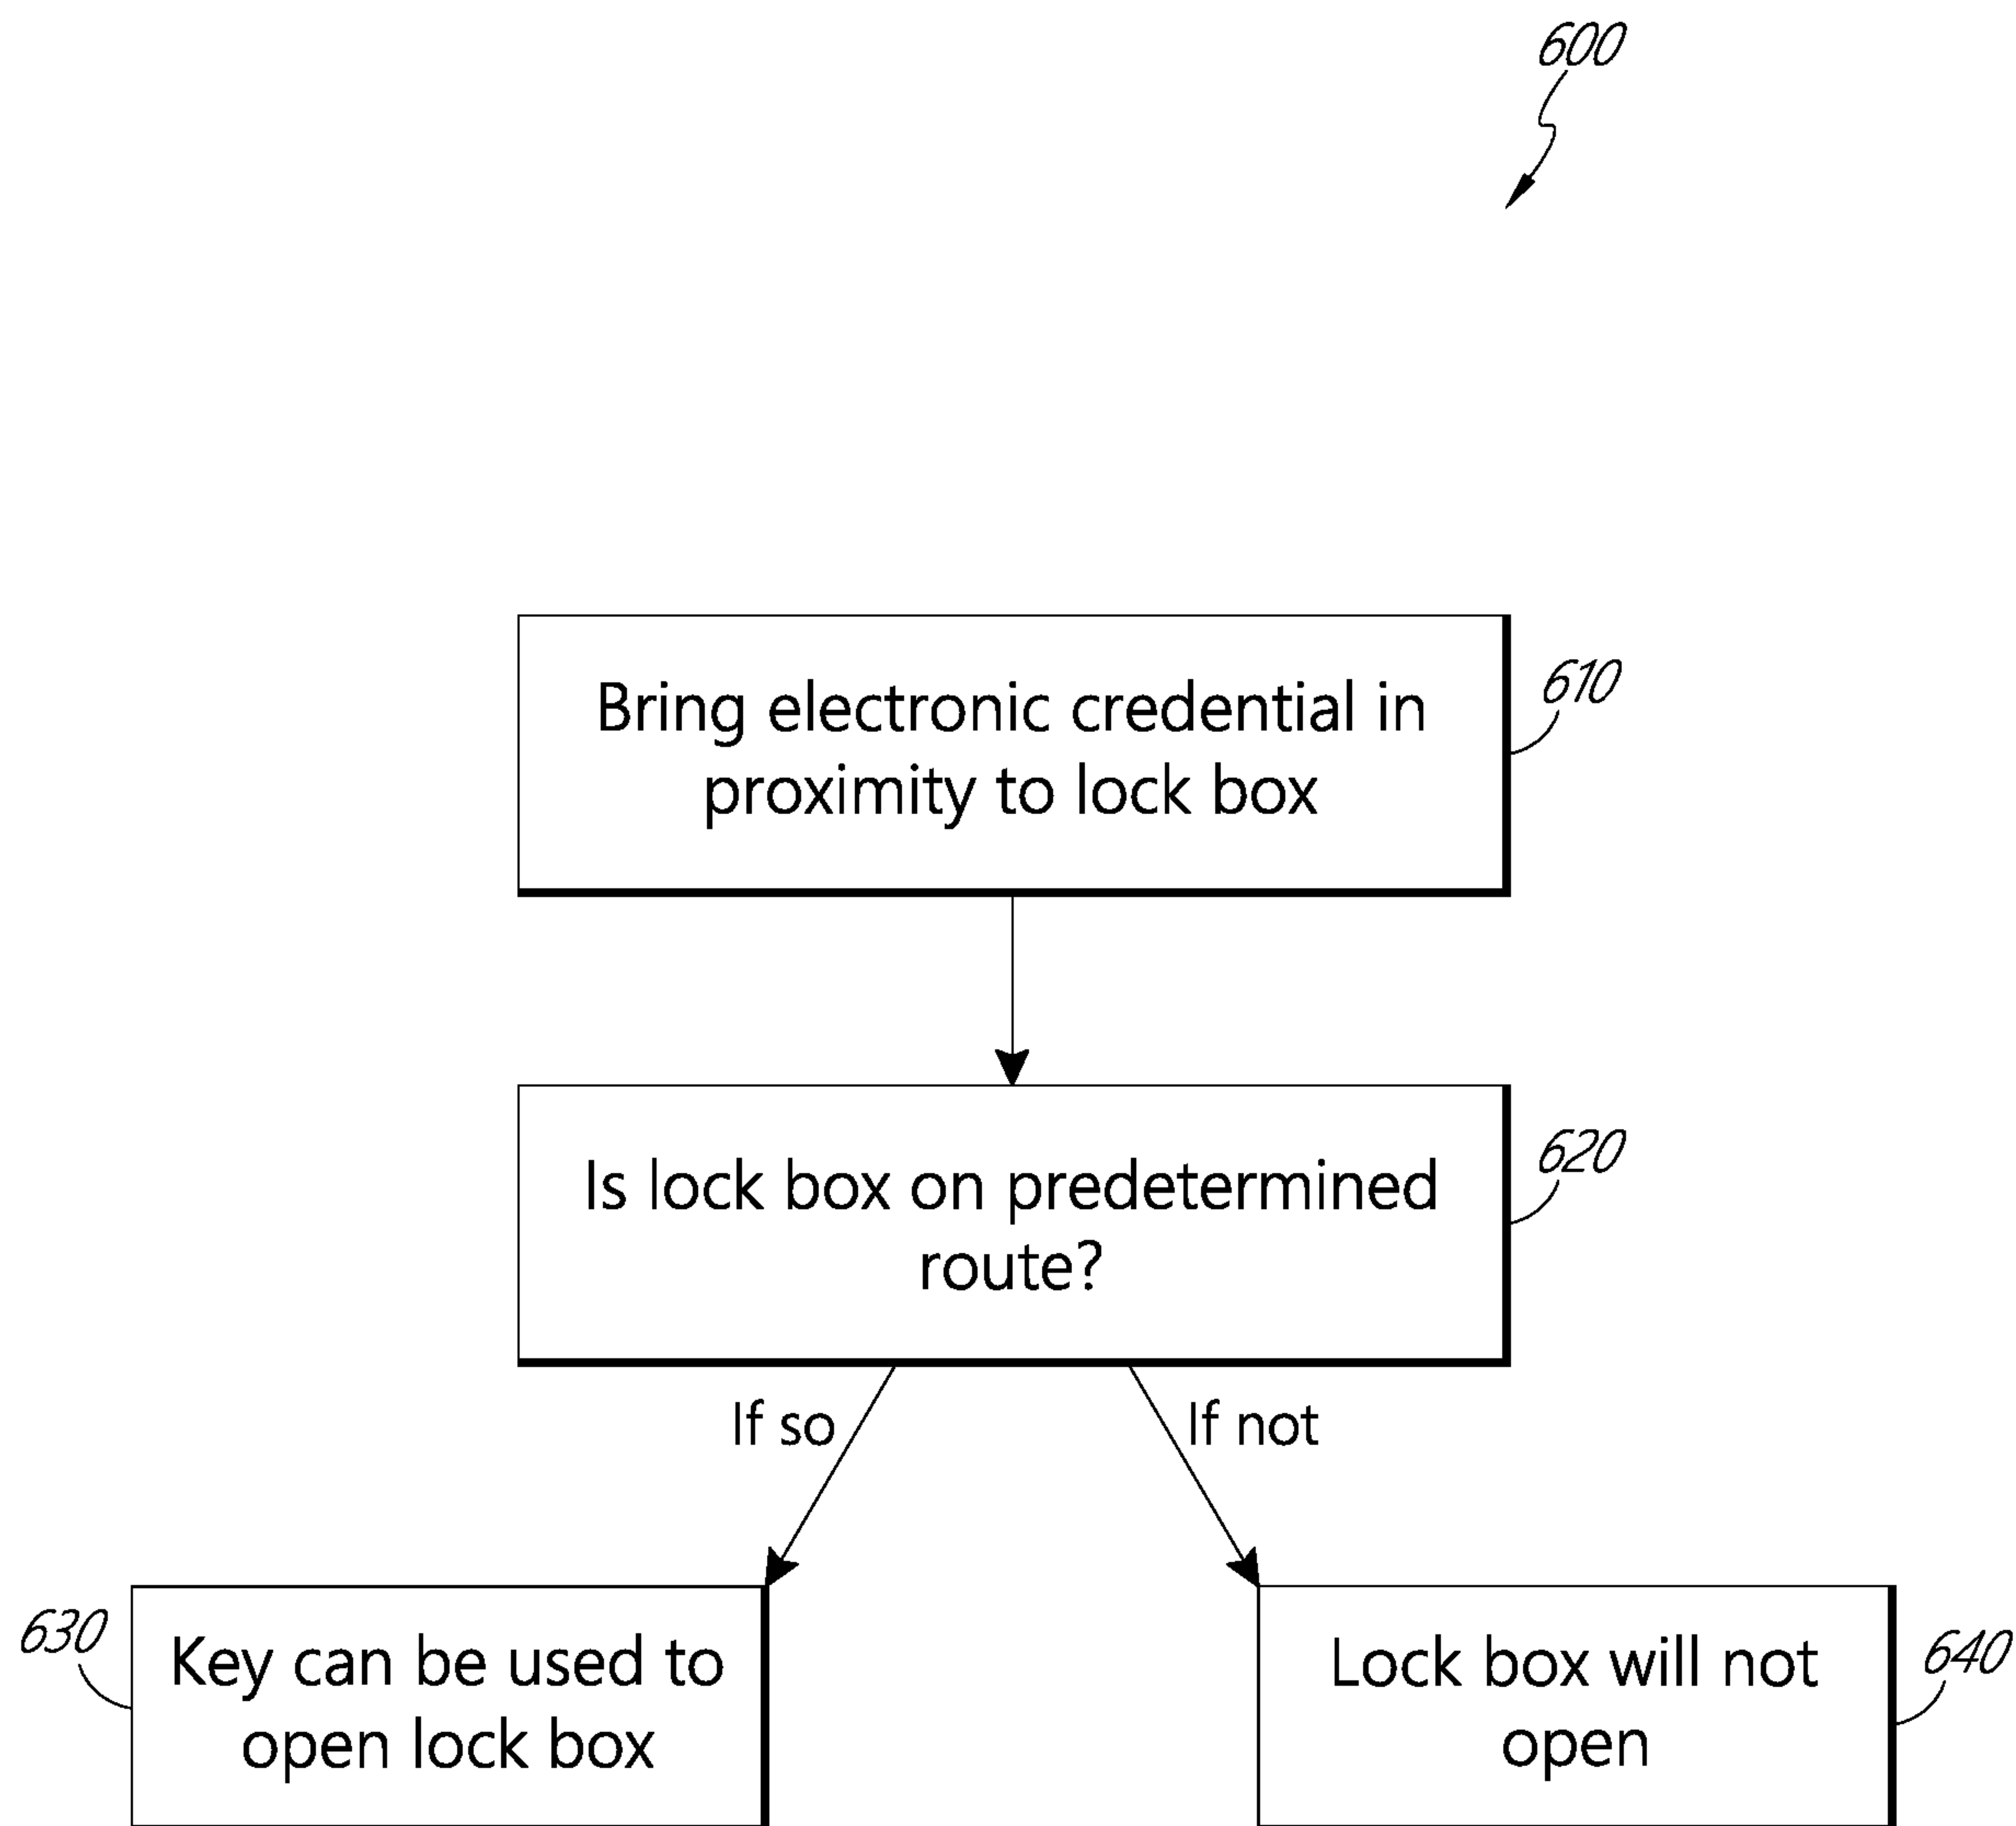 600
Bring electronic credential in
proximity to lock box
610
Is lock box on predetermined
route?
620
If so
If not
630
Key can be used to
open lock box
Lock box will not
open
640